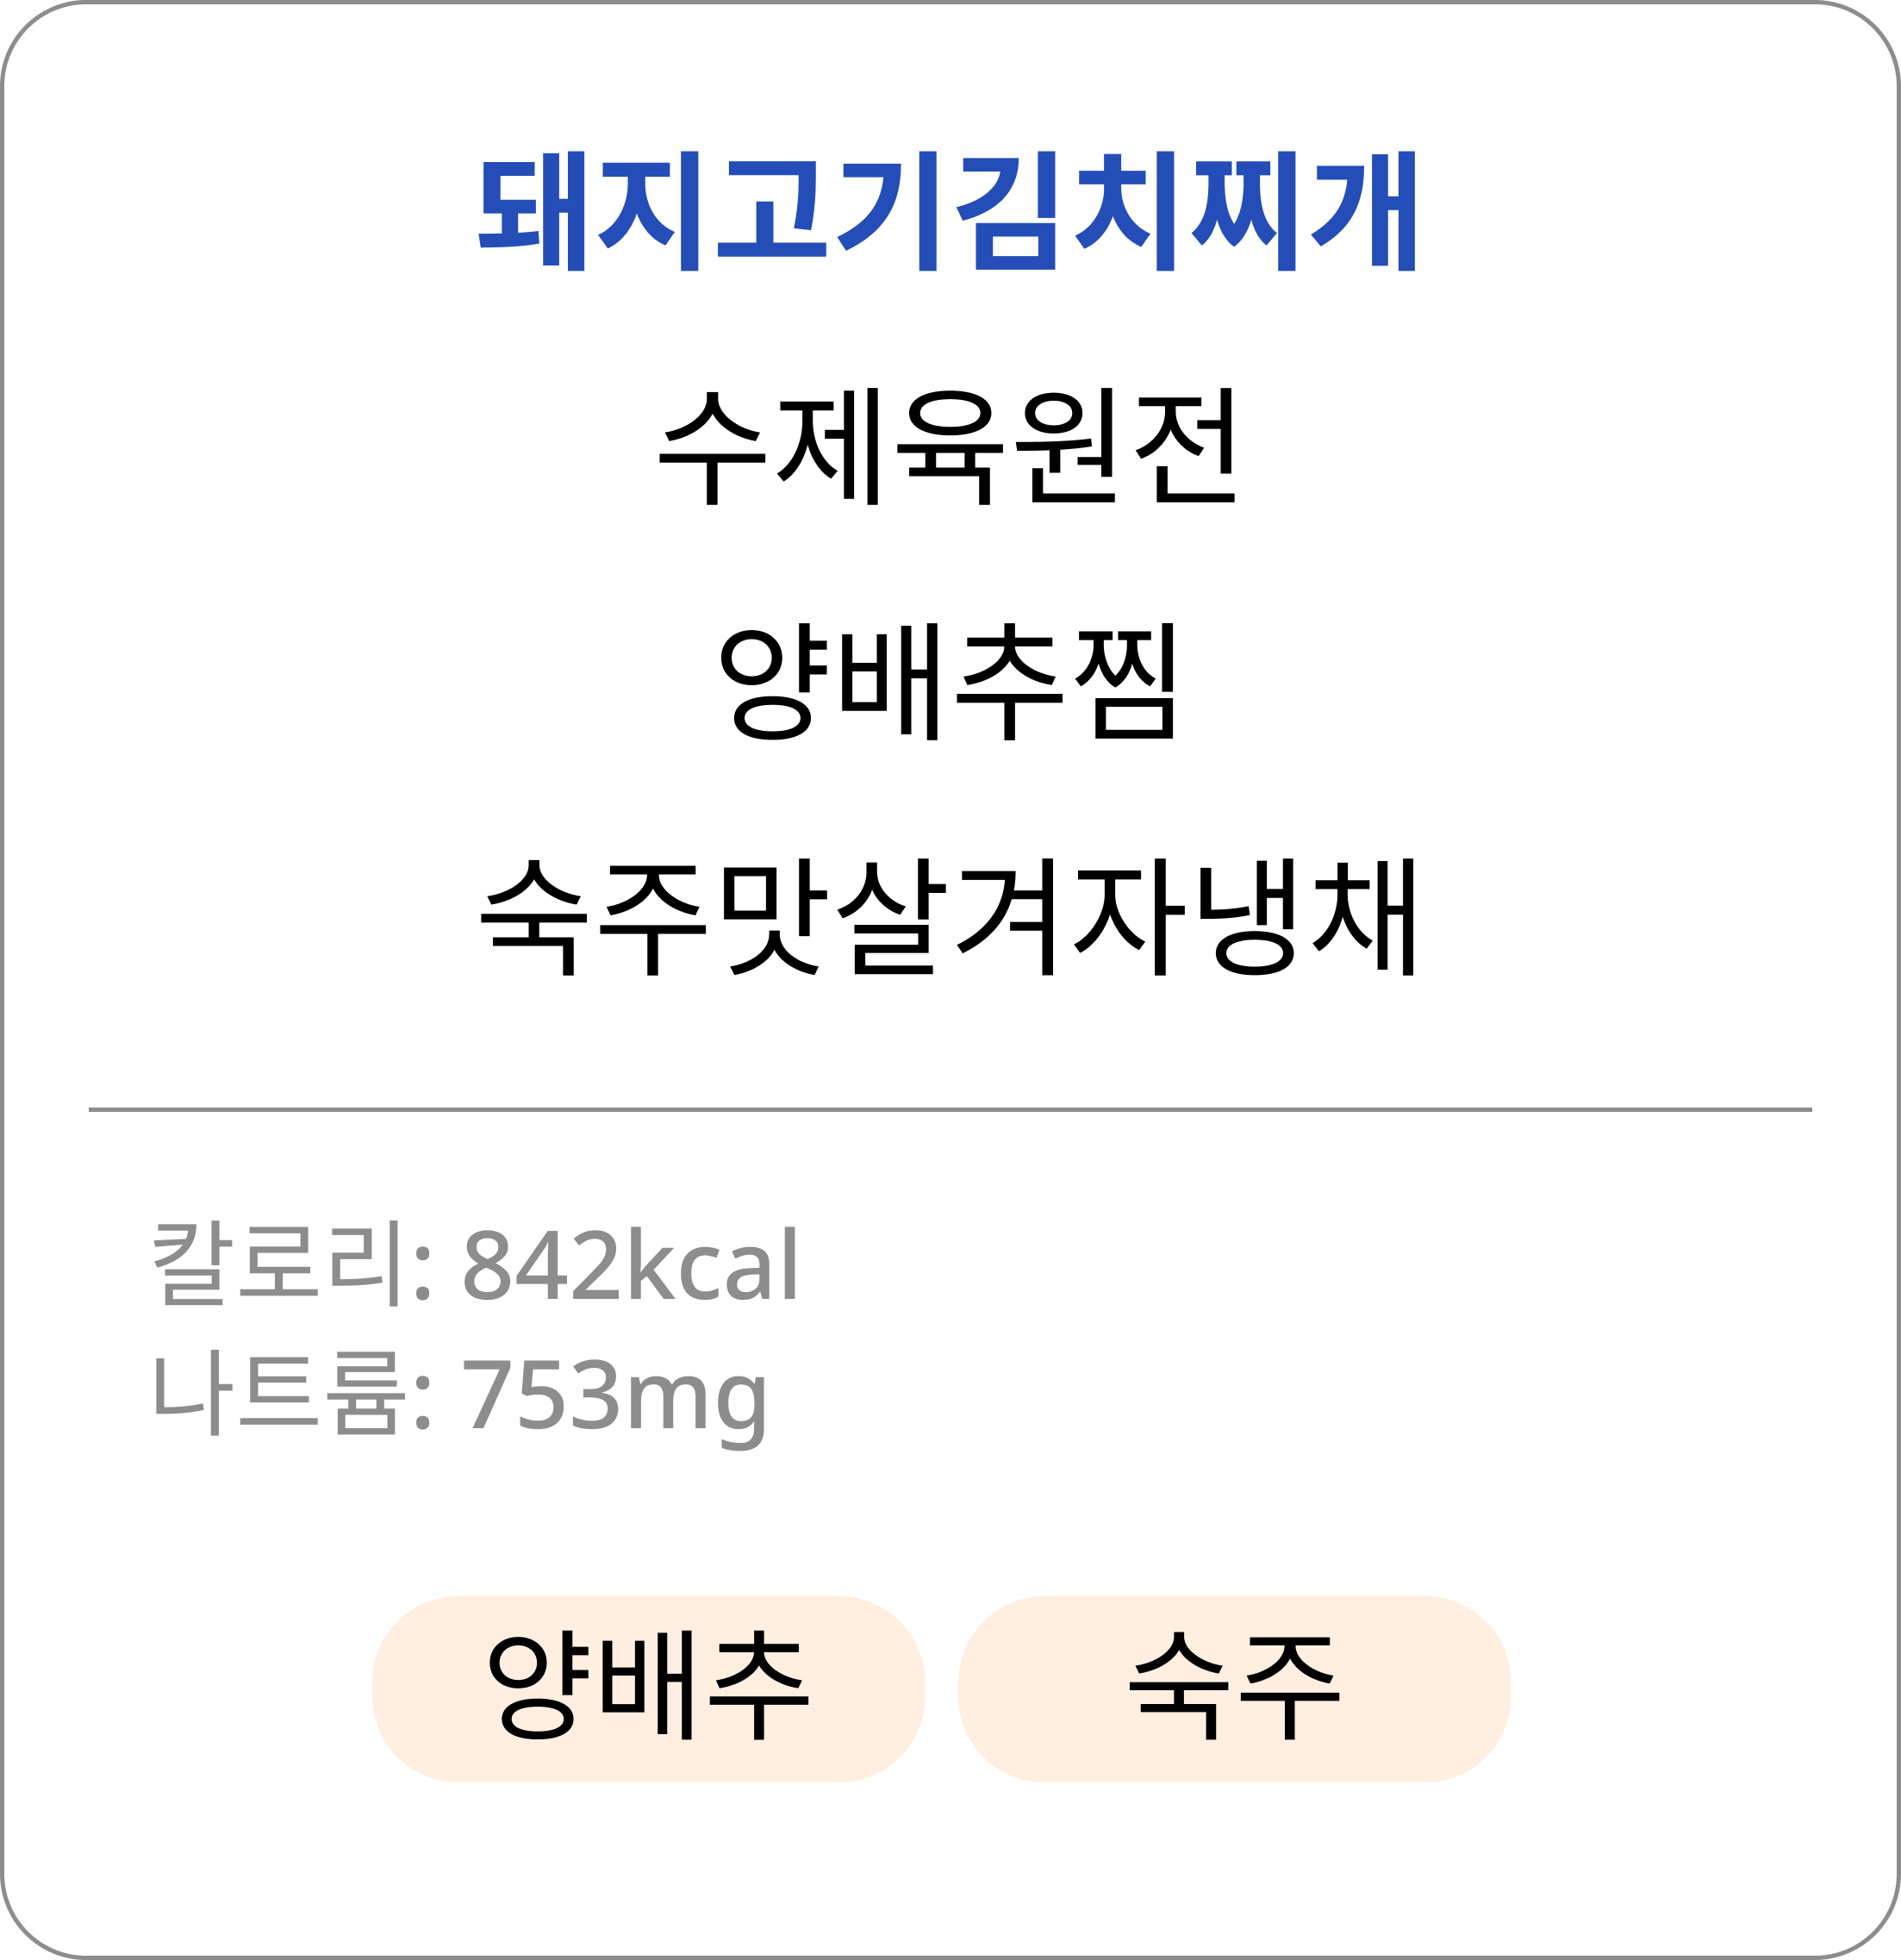 돼지고기김치째개
수제육원전
양배추찜
숙주맛살겨자냉채
칼로리: 842kcal
나트륨: 753mg
양배추
숙주